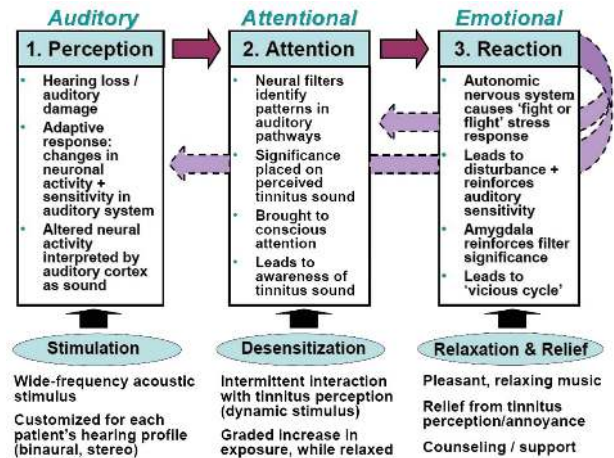 Auditory
Attentional
Emotional
1. Perception
2. Attention
3. Reaction
Hearing loss /
auditory
damage
Adaptive
response:
changes in
neuronal
activity +
sensitivity in
auditory system
Altered neural
activity
interpreted by
auditory cortex
as sound
Neural filters
identify
patterns in
auditory
pathways
Significance
placed on
perceived
tinnitus sound
Brought to
conscious
attention
Leads to
awareness of
tinnitus sound
Autonomic
nervous system
causes 'fight or
flight' stress
response
Leads to
disturbance +
reinforces
auditory
sensitivity
Amygdala
reinforces filter
significance
Leads to
'vicious cycle'
Stimulation
Desensitization
Relaxation & Relief
Wide-frequency acoustic
stimulus
Customized for each
patient's hearing profile
(binaural, stereo)
Intermittent interaction
with tinnitus perception
(dynamic stimulus)
Graded increase in
exposure, while relaxed
Pleasant, relaxing music
Relief from tinnitus
perception/annoyance
Counseling / support